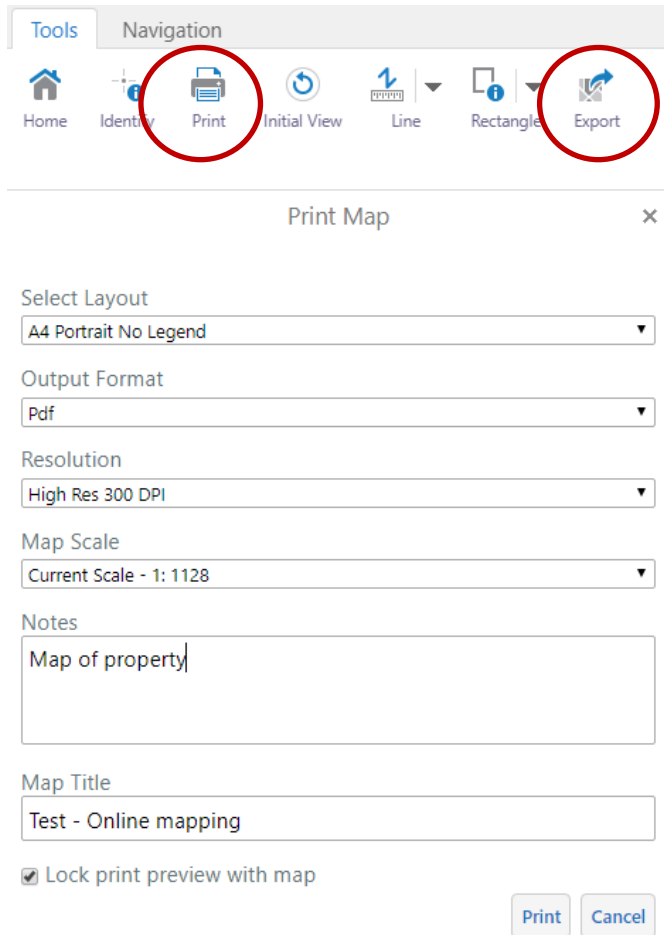 Tools Navigation
Home Identify Print Initial View Line Rectangle Export
Print Map ×
Select Layout
A4 Portrait No Legend
Output Format
Pdf
Resolution
High Res 300 DPI
Map Scale
Current Scale - 1: 1128
Notes
Map of property
Map Title
Test - Online mapping
Lock print preview with map
Print Cancel